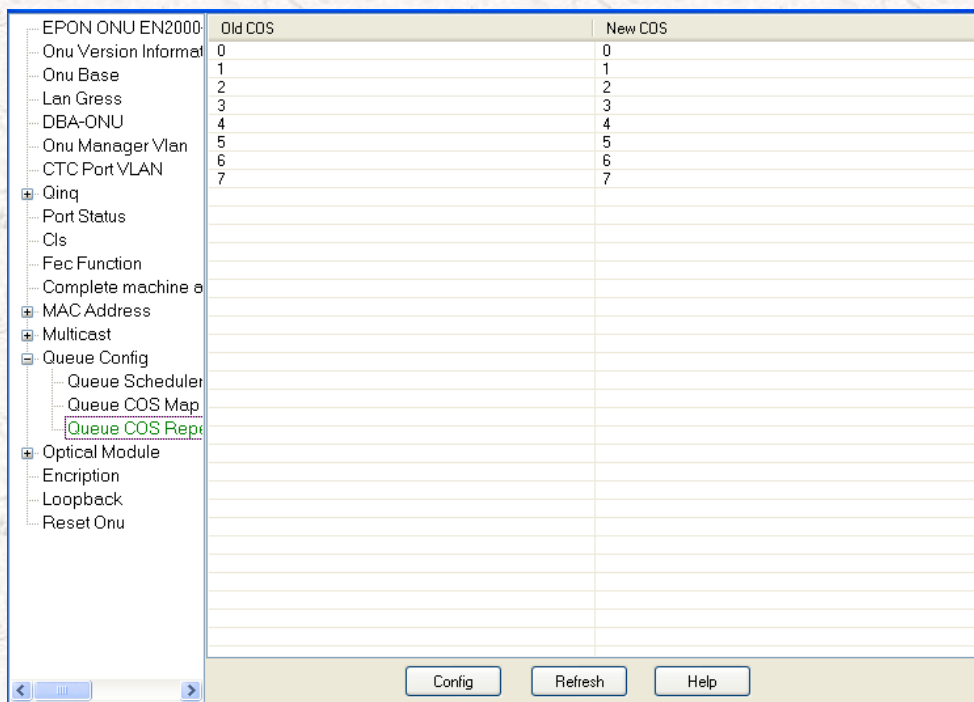 EPON ONU EN2000-
Onu Version Informat
Onu Base
Lan Gress
DBA-ONU
Onu Manager Vlan
CTC Port VLAN
Qinq
Port Status
Cls
Fec Function
Complete machine a
MAC Address
Multicast
Queue Config
Queue Scheduler
Queue COS Map
Queue COS Repe
Optical Module
Encription
Loopback
Reset Onu
Old COS New COS
0 0
1 1
2 2
3 3
4 4
5 5
6 6
7 7
Config Refresh Help